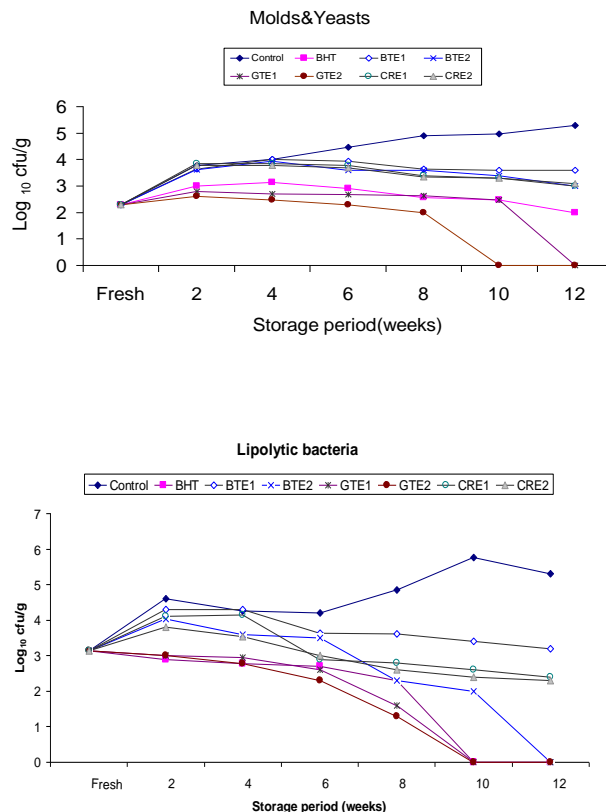 Molds&Yeasts
Control BHT BTE1 BTE2
GTE1 GTE2 CRE1 CRE2
6
5
4
3
2
1
0
Log 10 cfu/g
Fresh 2 4 6 8 10 12
Storage period(weeks)
Lipolytic bacteria
Control BHT BTE1 BTE2 GTE1 GTE2 CRE1 CRE2
7
6
5
4
3
2
1
0
Log10 cfu/g
Fresh 2 4 6 8 10 12
Storage period (weeks)